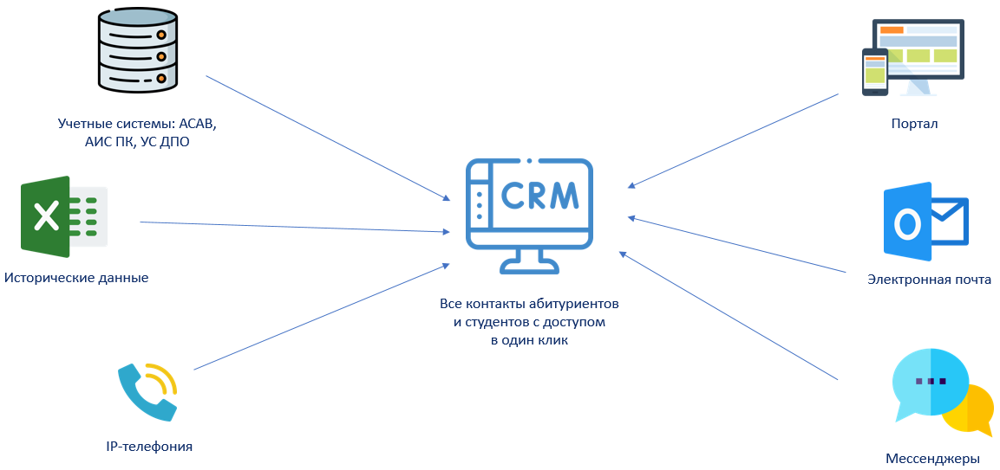 Учетные системы: АСАВ,
АИС ПК, УС ДПО
Портал
CRM
X
Исторические данные
O
Электронная почта
Все контакты абитуриентов
и студентов с доступом
в один клик
IP-телефония
Мессенджеры